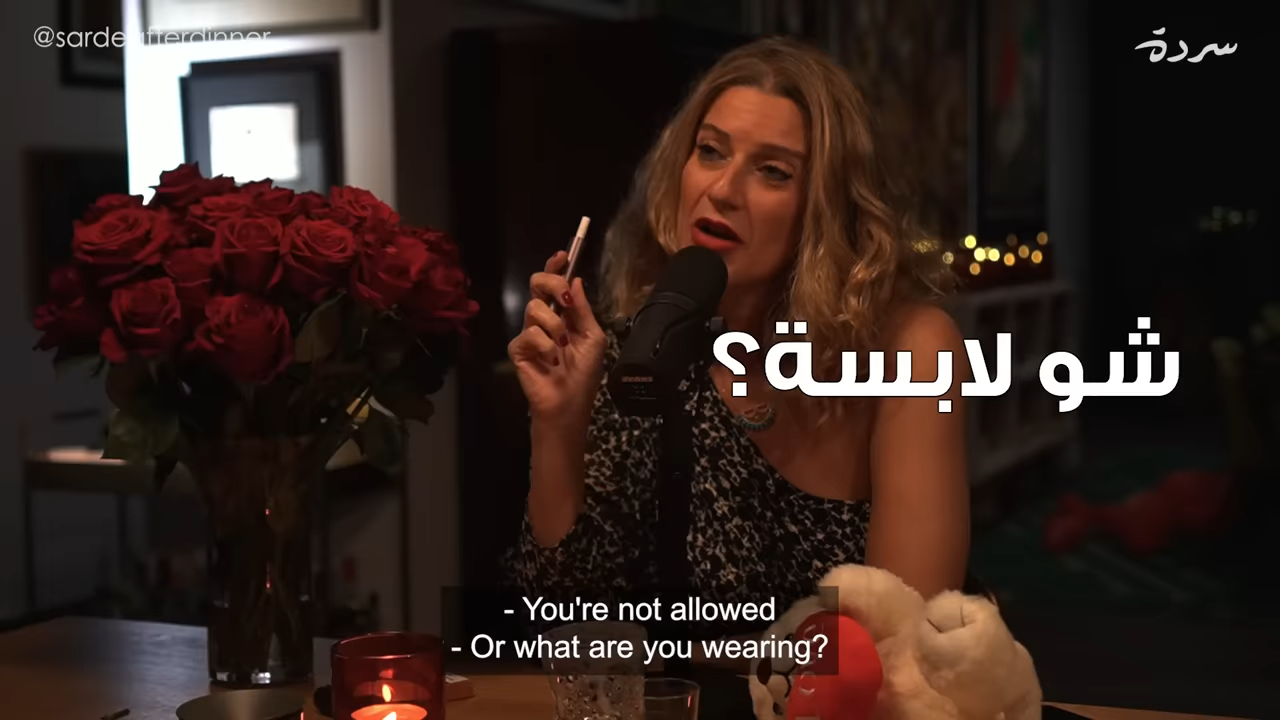 @sardeafterdinner
سردة
شو لابسة؟
- You're not allowed
- Or what are you wearing?